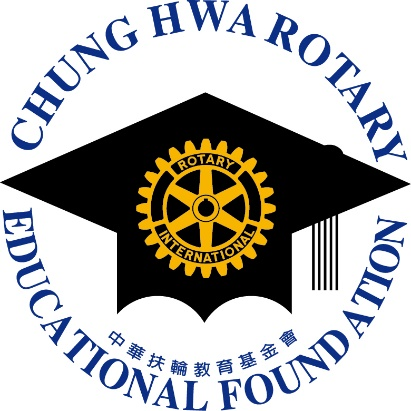 CHUNG HWA ROTARY
ROTARY
INTERNATIONAL
中華扶輪教育基金會
EDUCATIONAL FOUNDATION